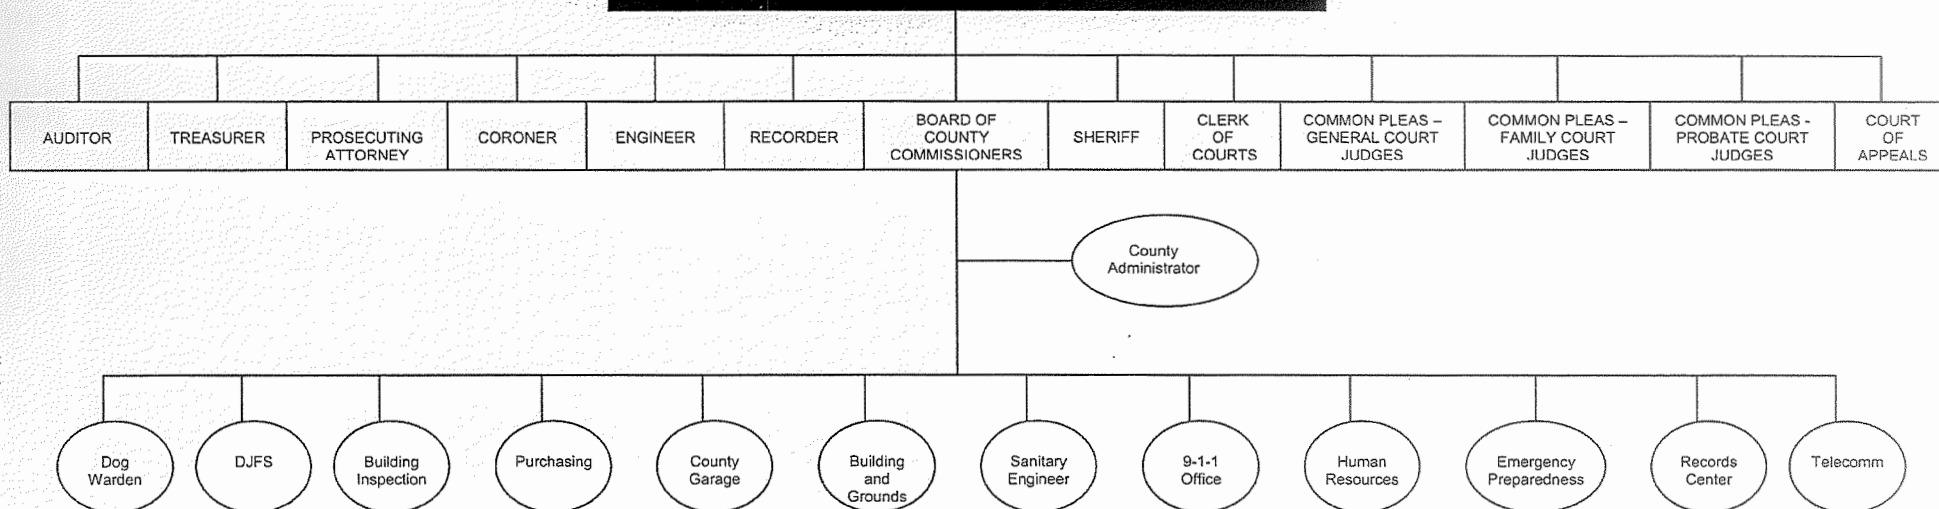 AUDITOR
TREASURER
PROSECUTING
ATTORNEY
CORONER
ENGINEER
RECORDER
BOARD OF
COUNTY
COMMISSIONERS
SHERIFF
CLERK
OF
COURTS
COMMON PLEAS –
GENERAL COURT
JUDGES
COMMON PLEAS –
FAMILY COURT
JUDGES
COMMON PLEAS -
PROBATE COURT
JUDGES
COURT
OF
APPEALS
County
Administrator
Dog
Warden
DJFS
Building
Inspection
Purchasing
County
Garage
Building
and
Grounds
Sanitary
Engineer
9-1-1
Office
Human
Resources
Emergency
Preparedness
Records
Center
Telecomm